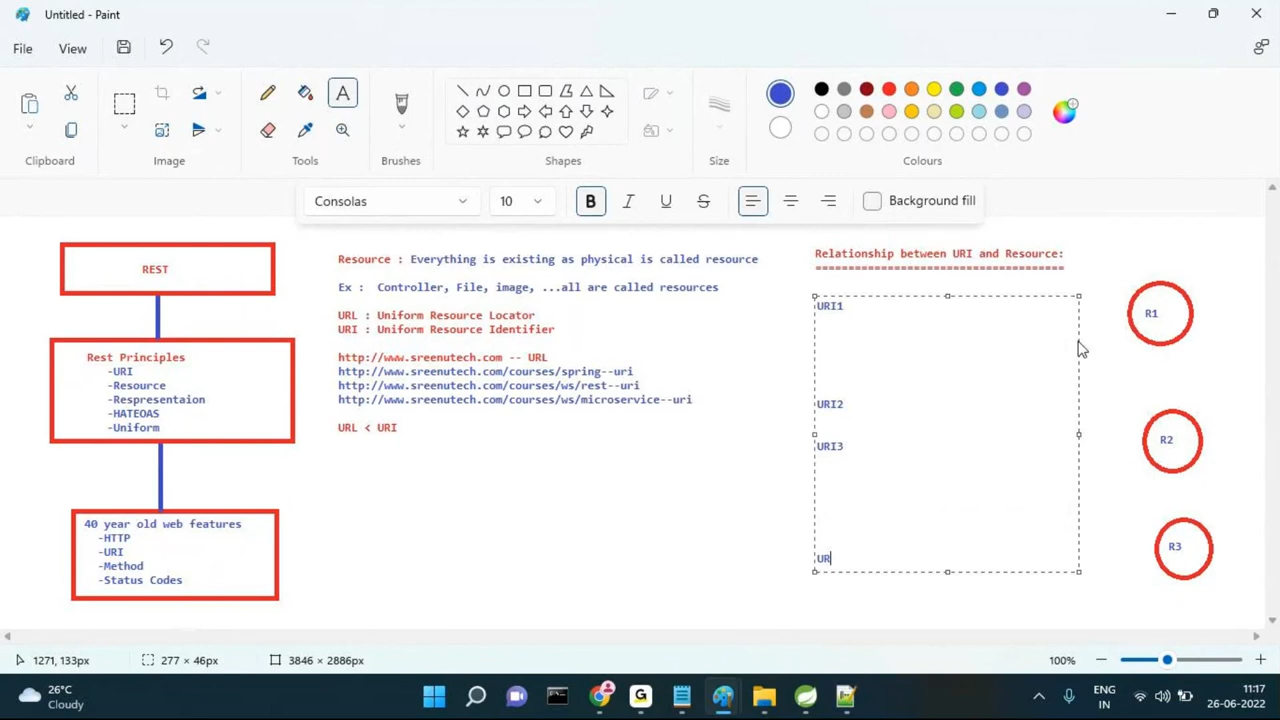 Untitled - Paint
File
View
Clipboard
Image
Tools
Brushes
Shapes
Size
Colours
Consolas
10
B
I
U
S
Background fill
REST
Rest Principles
-URI
-Resource
-Respresentaion
-HATEOAS
-Uniform
40 year old web features
-HTTP
-URI
-Method
-Status Codes
Resource : Everything is existing as physical is called resource
Ex : Controller, File, image, ...all are called resources
URL : Uniform Resource Locator
URI : Uniform Resource Identifier
http://www.sreenutech.com -- URL
http://www.sreenutech.com/courses/spring--uri
http://www.sreenutech.com/courses/ws/rest--uri
http://www.sreenutech.com/courses/ws/microservice--uri
URL < URI
Relationship between URI and Resource:
======================================
URI1
URI2
URI3
UR
R1
R2
R3
1271, 133px
277 × 46px
3846 × 2886px
100%
26°C
Cloudy
ENG
IN
11:17
26-06-2022